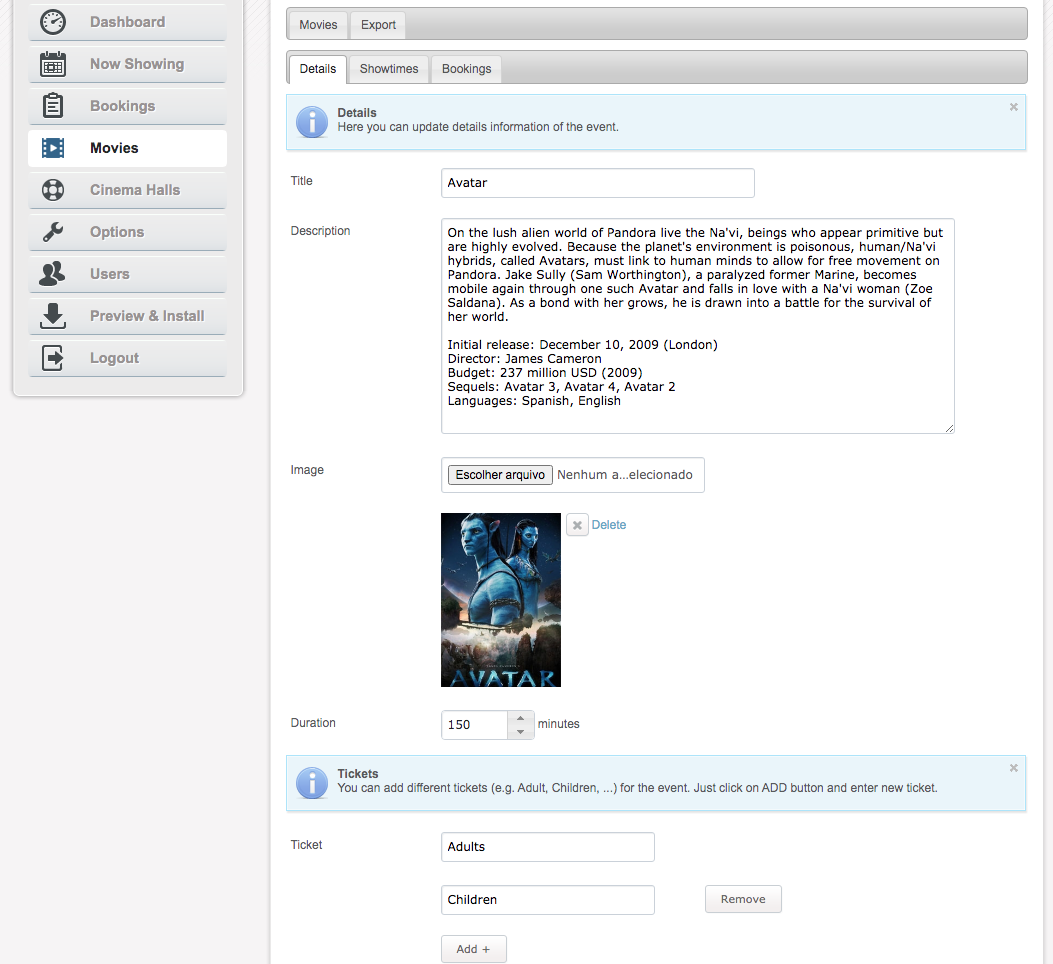 Dashboard
Now Showing
Bookings
Movies
Cinema Halls
Options
Users
Preview & Install
Logout
Movies
Export
Details
Showtimes
Bookings
Details
Here you can update details information of the event.
Title
Avatar
Description
On the lush alien world of Pandora live the Na'vi, beings who appear primitive but
are highly evolved. Because the planet's environment is poisonous, human/Na'vi
hybrids, called Avatars, must link to human minds to allow for free movement on
Pandora. Jake Sully (Sam Worthington), a paralyzed former Marine, becomes
mobile again through one such Avatar and falls in love with a Na'vi woman (Zoe
Saldana). As a bond with her grows, he is drawn into a battle for the survival of
her world.
Initial release: December 10, 2009 (London)
Director: James Cameron
Budget: 237 million USD (2009)
Sequels: Avatar 3, Avatar 4, Avatar 2
Languages: Spanish, English
Image
Escolher arquivo Nenhum a...elecionado
Delete
AVATAR
Duration
150 minutes
Tickets
You can add different tickets (e.g. Adult, Children, ...) for the event. Just click on ADD button and enter new ticket.
Ticket
Adults
Children
Remove
Add +